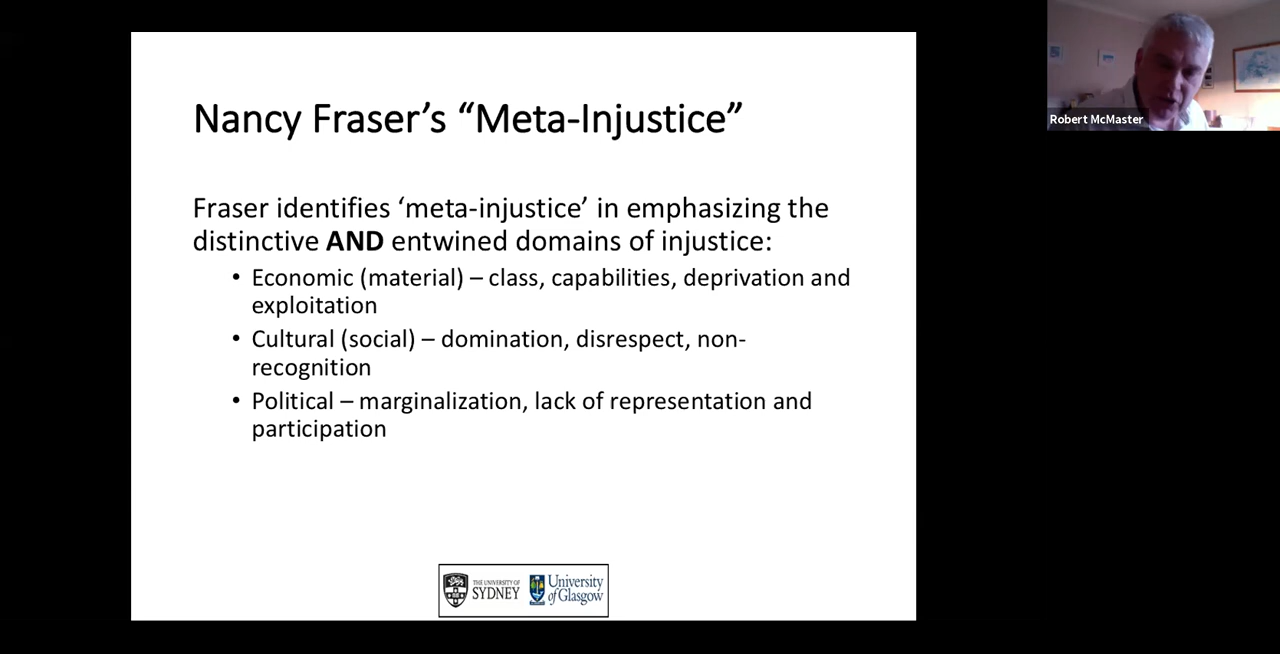 Nancy Fraser’s “Meta-Injustice”
Fraser identifies ‘meta-injustice’ in emphasizing the
distinctive AND entwined domains of injustice:
• Economic (material) – class, capabilities, deprivation and
exploitation
• Cultural (social) – domination, disrespect, non-
recognition
• Political – marginalization, lack of representation and
participation
THE UNIVERSITY OF
SYDNEY
University
of Glasgow
Robert McMaster